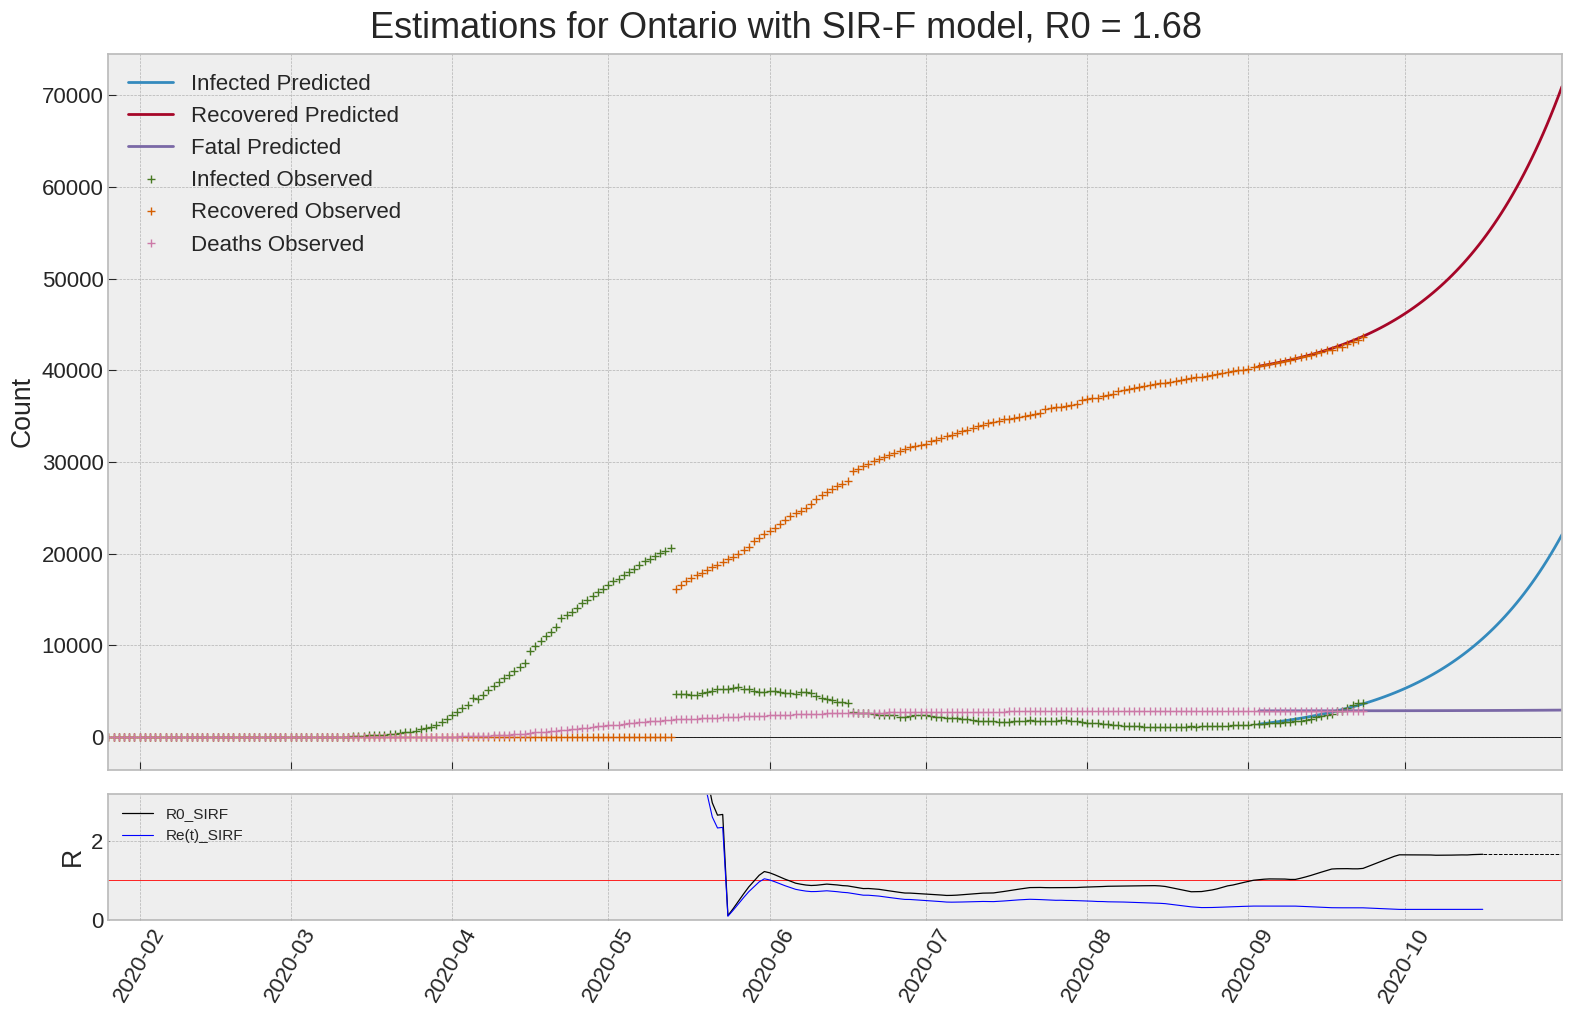 Estimations for Ontario with SIR-F model, R0 = 1.68
Infected Predicted
Recovered Predicted
Fatal Predicted
Infected Observed
Recovered Observed
Deaths Observed
70000
60000
50000
40000
30000
20000
10000
0
Count
R0_SIRF
Re(t)_SIRF
2
0
R
2020-02
2020-03
2020-04
2020-05
2020-06
2020-07
2020-08
2020-09
2020-10